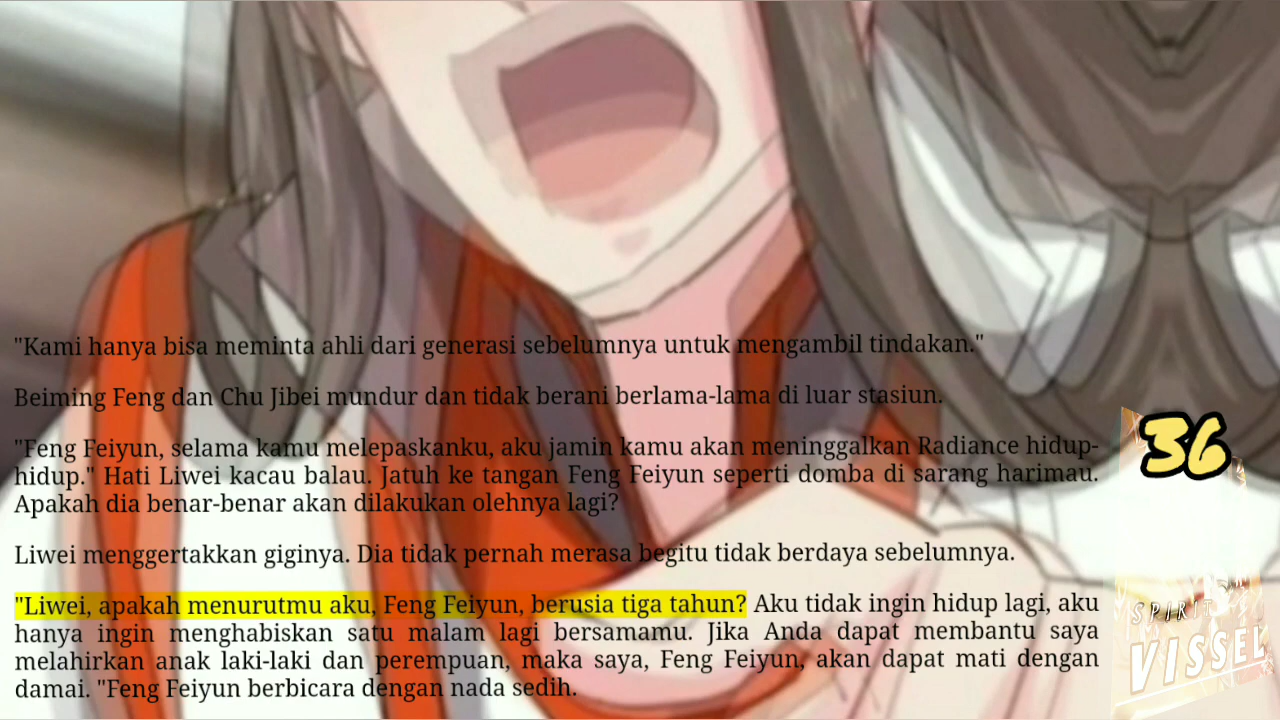 "Kami hanya bisa meminta ahli dari generasi sebelumnya untuk mengambil tindakan."
Beiming Feng dan Chu Jibei mundur dan tidak berani berlama-lama di luar stasiun.
"Feng Feiyun, selama kamu melepaskanku, aku jamin kamu akan meninggalkan Radiance hidup-
hidup." Hati Liwei kacau balau. Jatuh ke tangan Feng Feiyun seperti domba di sarang harimau.
Apakah dia benar-benar akan dilakukan olehnya lagi?
Liwei menggertakkan giginya. Dia tidak pernah merasa begitu tidak berdaya sebelumnya.
"Liwei, apakah menurutmu aku, Feng Feiyun, berusia tiga tahun? Aku tidak ingin hidup lagi, aku
hanya ingin menghabiskan satu malam lagi bersamamu. Jika Anda dapat membantu saya
melahirkan anak laki-laki dan perempuan, maka saya, Feng Feiyun, akan dapat mati dengan
damai. "Feng Feiyun berbicara dengan nada sedih.
36
SPIRIT
VISSEL